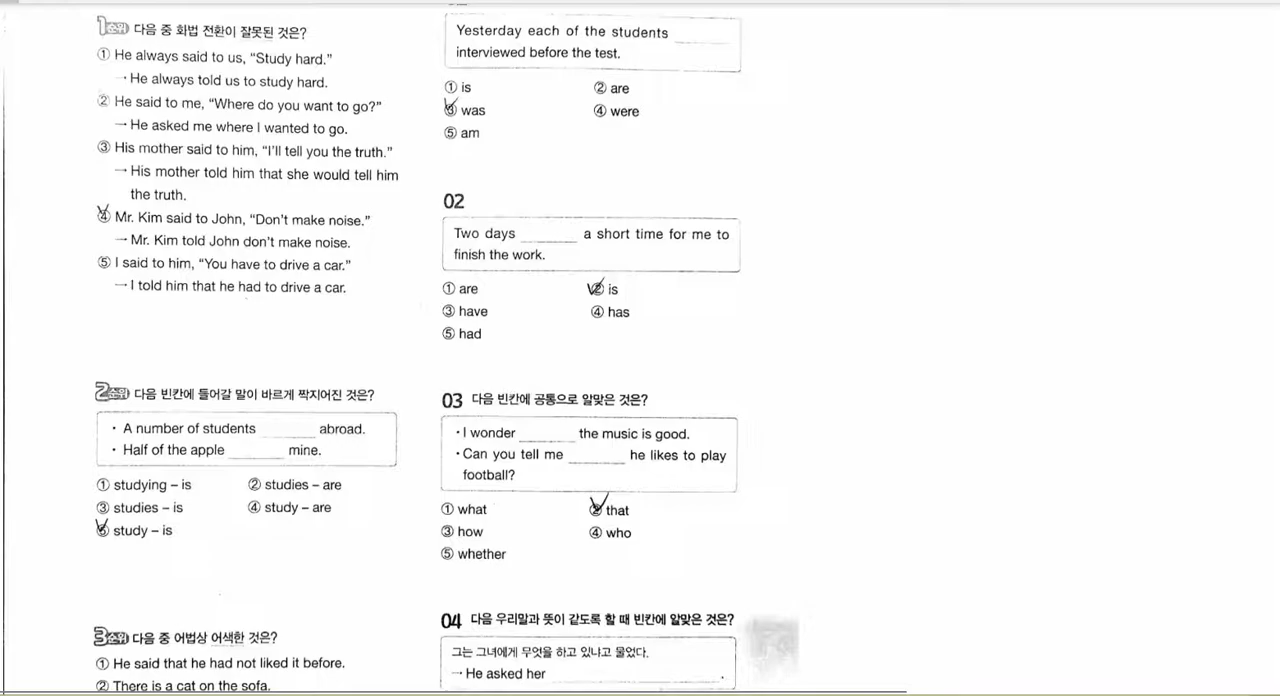 1순위 다음 중 화법 전환이 잘못된 것은?
① He always said to us, “Study hard.”
→ He always told us to study hard.
② He said to me, “Where do you want to go?”
→ He asked me where I wanted to go.
③ His mother said to him, “I’ll tell you the truth.”
→ His mother told him that she would tell him
the truth.
④ Mr. Kim said to John, “Don’t make noise.”
→ Mr. Kim told John don’t make noise.
⑤ I said to him, “You have to drive a car.”
→ I told him that he had to drive a car.
2순위 다음 빈칸에 들어갈 말이 바르게 짝지어진 것은?
· A number of students ______ abroad.
· Half of the apple ______ mine.
① studying – is ② studies – are
③ studies – is ④ study – are
⑤ study – is
3순위 다음 중 어법상 어색한 것은?
① He said that he had not liked it before.
② There is a cat on the sofa.
Yesterday each of the students ______
interviewed before the test.
① is ② are
③ was ④ were
⑤ am
02
Two days ______ a short time for me to
finish the work.
① are ② is
③ have ④ has
⑤ had
03 다음 빈칸에 공통으로 알맞은 것은?
· I wonder ______ the music is good.
· Can you tell me ______ he likes to play
football?
① what ② that
③ how ④ who
⑤ whether
04 다음 우리말과 뜻이 같도록 할 때 빈칸에 알맞은 것은?
그는 그녀에게 무엇을 하고 있냐고 물었다.
→ He asked her ______.